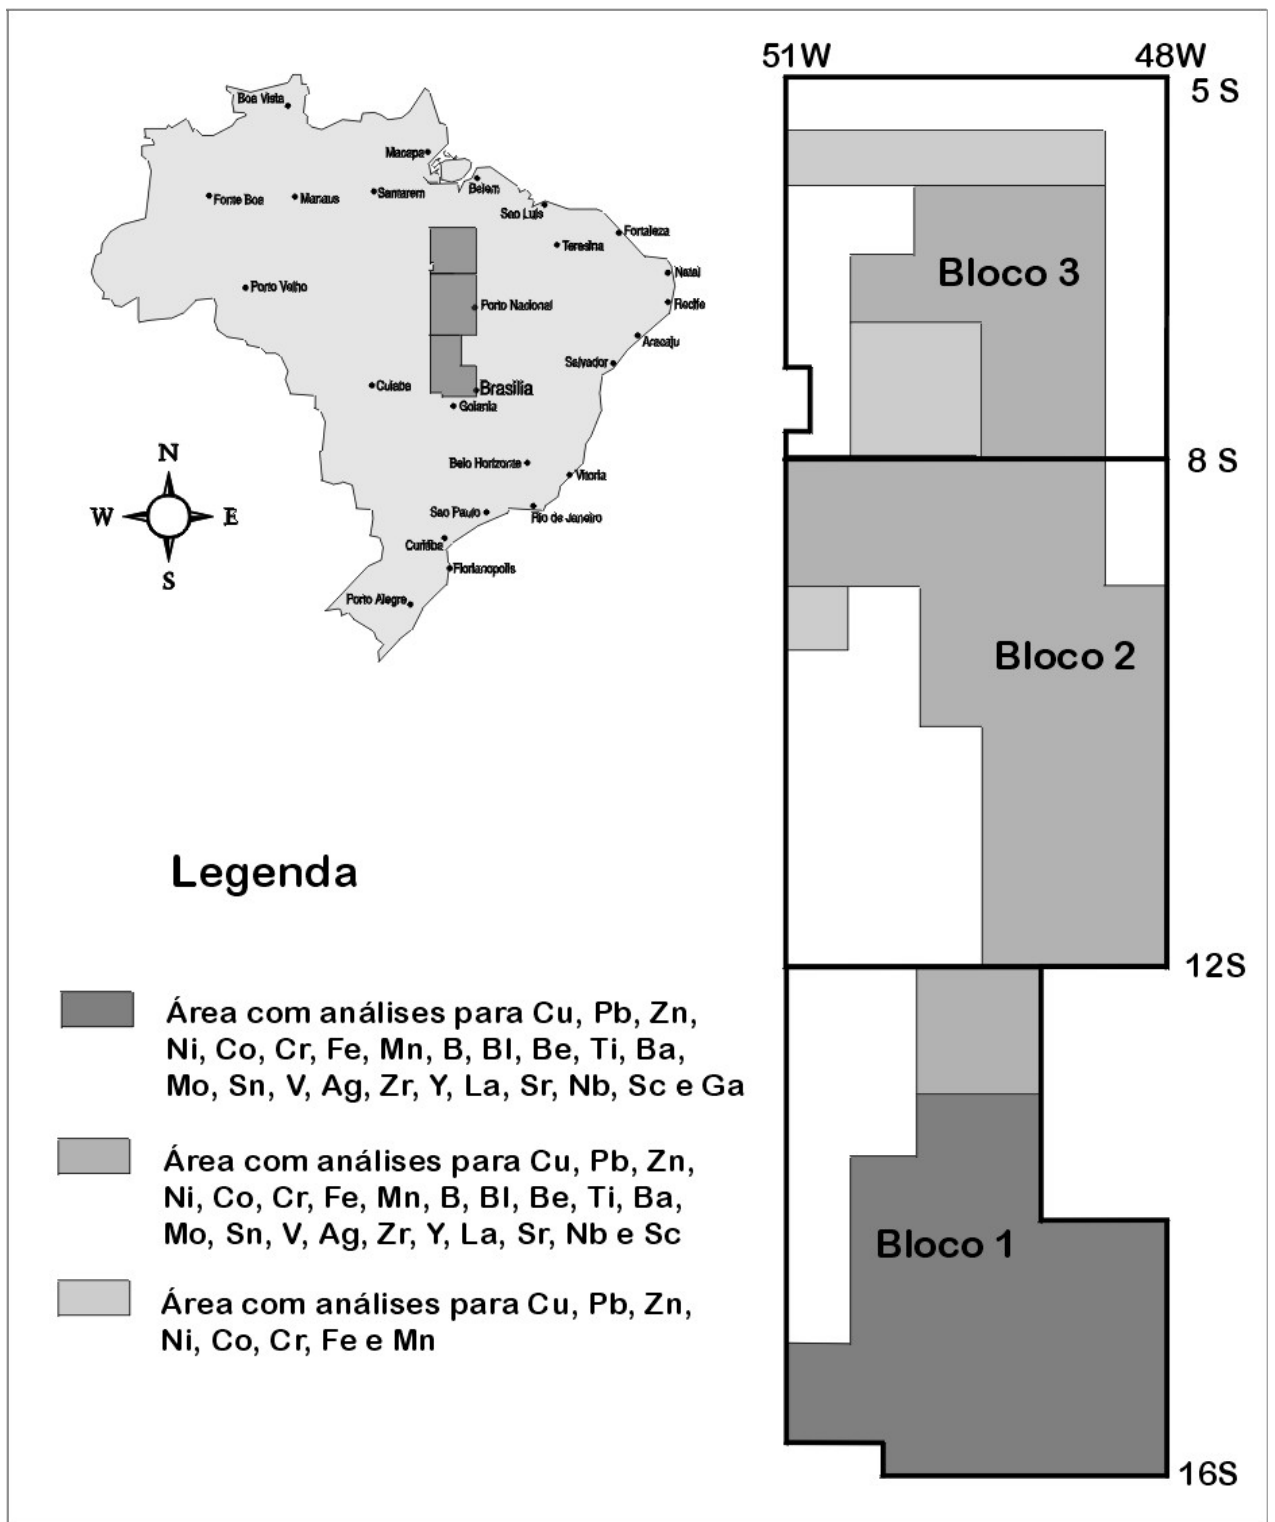 51W
48W
5 S
Boa Vista
Macapa
Fonte Boa
Manaus
Santarem
Belem
Sao Luis
Fortaleza
Teresina
Natal
Porto Velho
Porto Nacional
Recife
Aracaju
Salvador
Cuiaba
Brasília
Goiania
Belo Horizonte
Vitoria
Sao Paulo
Rio de Janeiro
Curitiba
Florianopolis
Porto Alegre
N
W
E
S
Bloco 3
8 S
Bloco 2
12S
Bloco 1
16S
Legenda
Área com análises para Cu, Pb, Zn,
Ni, Co, Cr, Fe, Mn, B, BI, Be, Ti, Ba,
Mo, Sn, V, Ag, Zr, Y, La, Sr, Nb, Sc e Ga
Área com análises para Cu, Pb, Zn,
Ni, Co, Cr, Fe, Mn, B, BI, Be, Ti, Ba,
Mo, Sn, V, Ag, Zr, Y, La, Sr, Nb e Sc
Área com análises para Cu, Pb, Zn,
Ni, Co, Cr, Fe e Mn